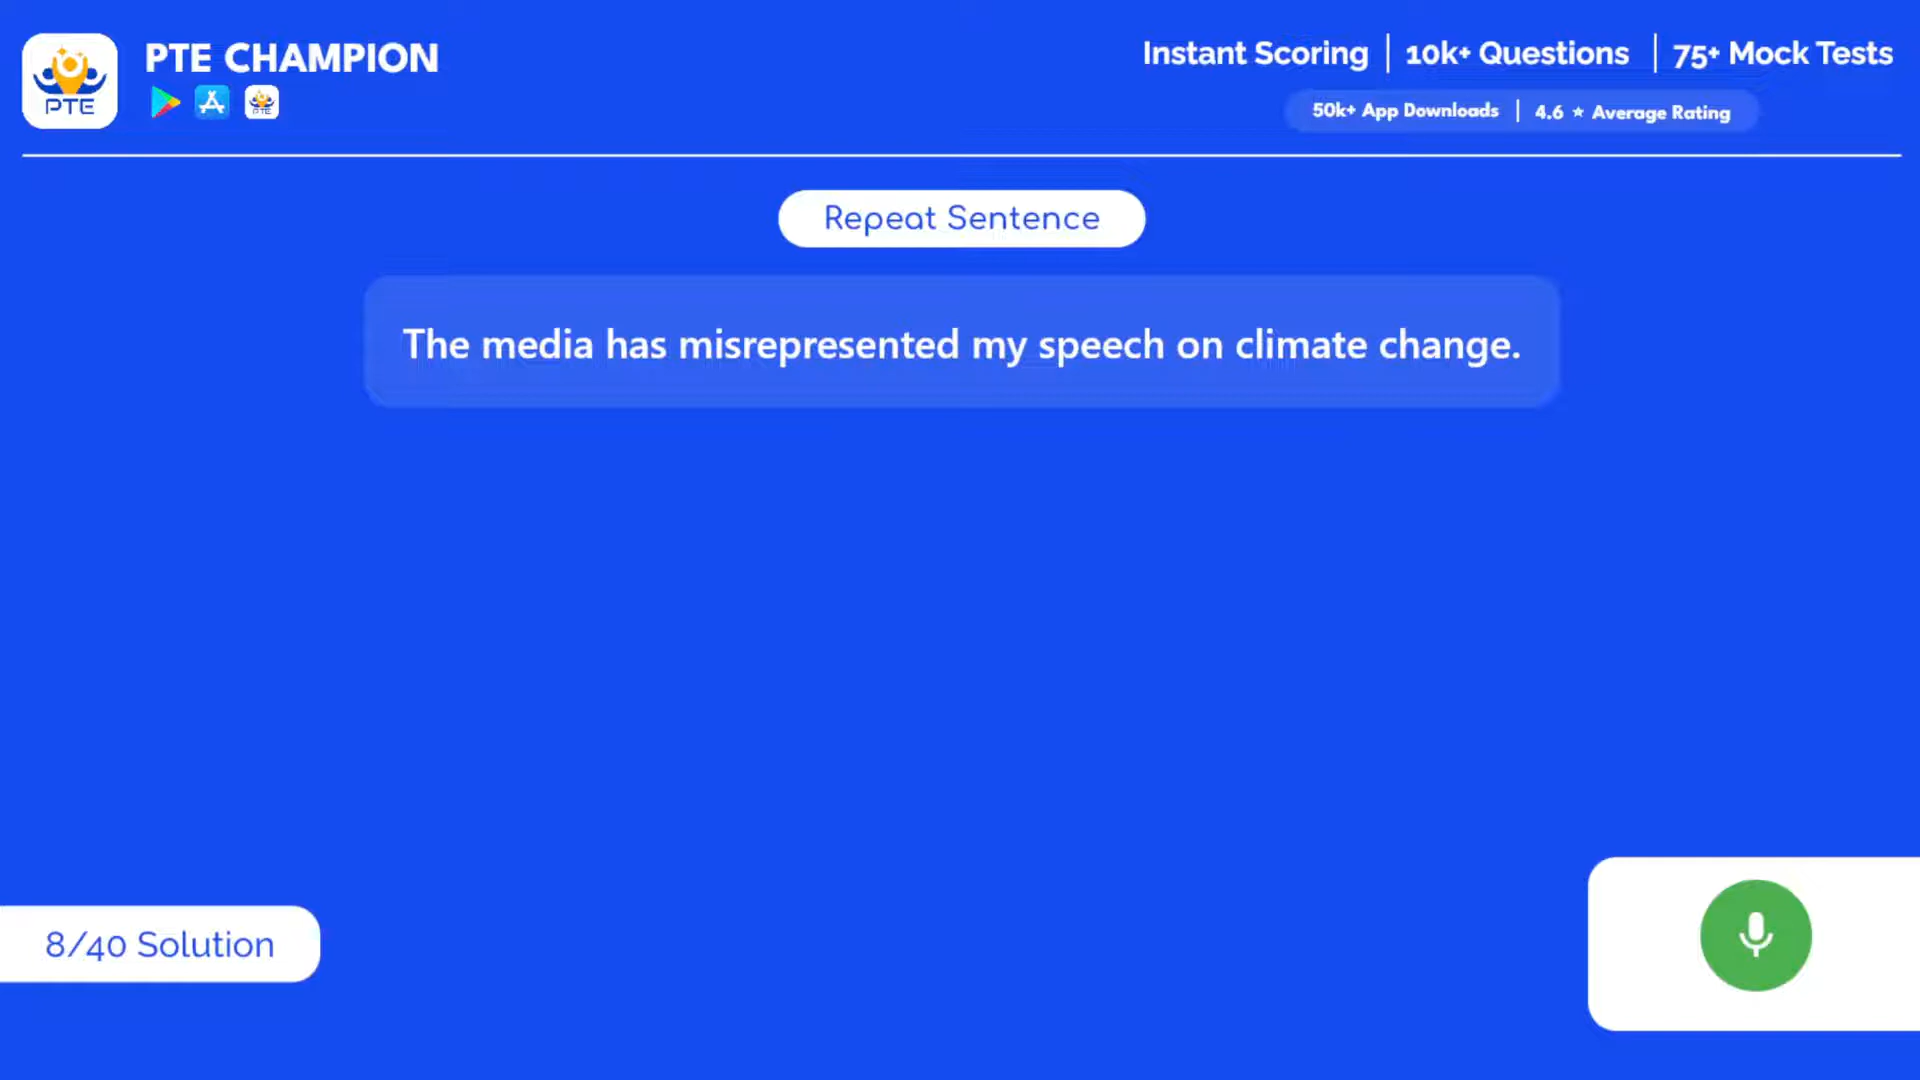 PTE CHAMPION
PTE
PTE
Instant Scoring | 10k+ Questions | 75+ Mock Tests
50k+ App Downloads | 4.6 ★ Average Rating
Repeat Sentence
The media has misrepresented my speech on climate change.
8/40 Solution